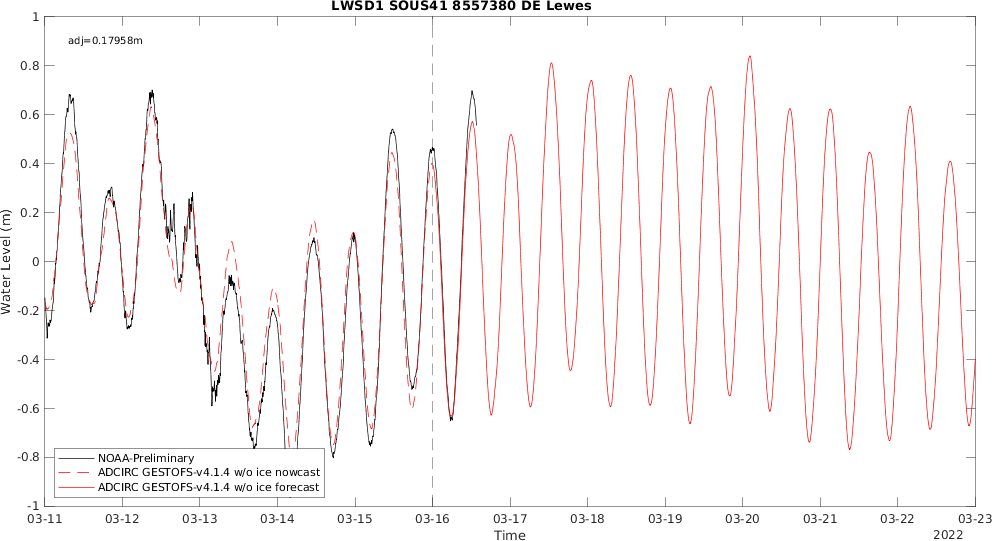 LWSD1 SOUS41 8557380 DE Lewes
adj=0.17958m
1
0.8
0.6
0.4
0.2
0
-0.2
-0.4
-0.6
-0.8
-1
Water Level (m)
NOAA-Preliminary
ADCIRC GESTOFS-v4.1.4 w/o ice nowcast
ADCIRC GESTOFS-v4.1.4 w/o ice forecast
03-11 03-12 03-13 03-14 03-15 03-16 03-17 03-18 03-19 03-20 03-21 03-22 03-23
Time
2022